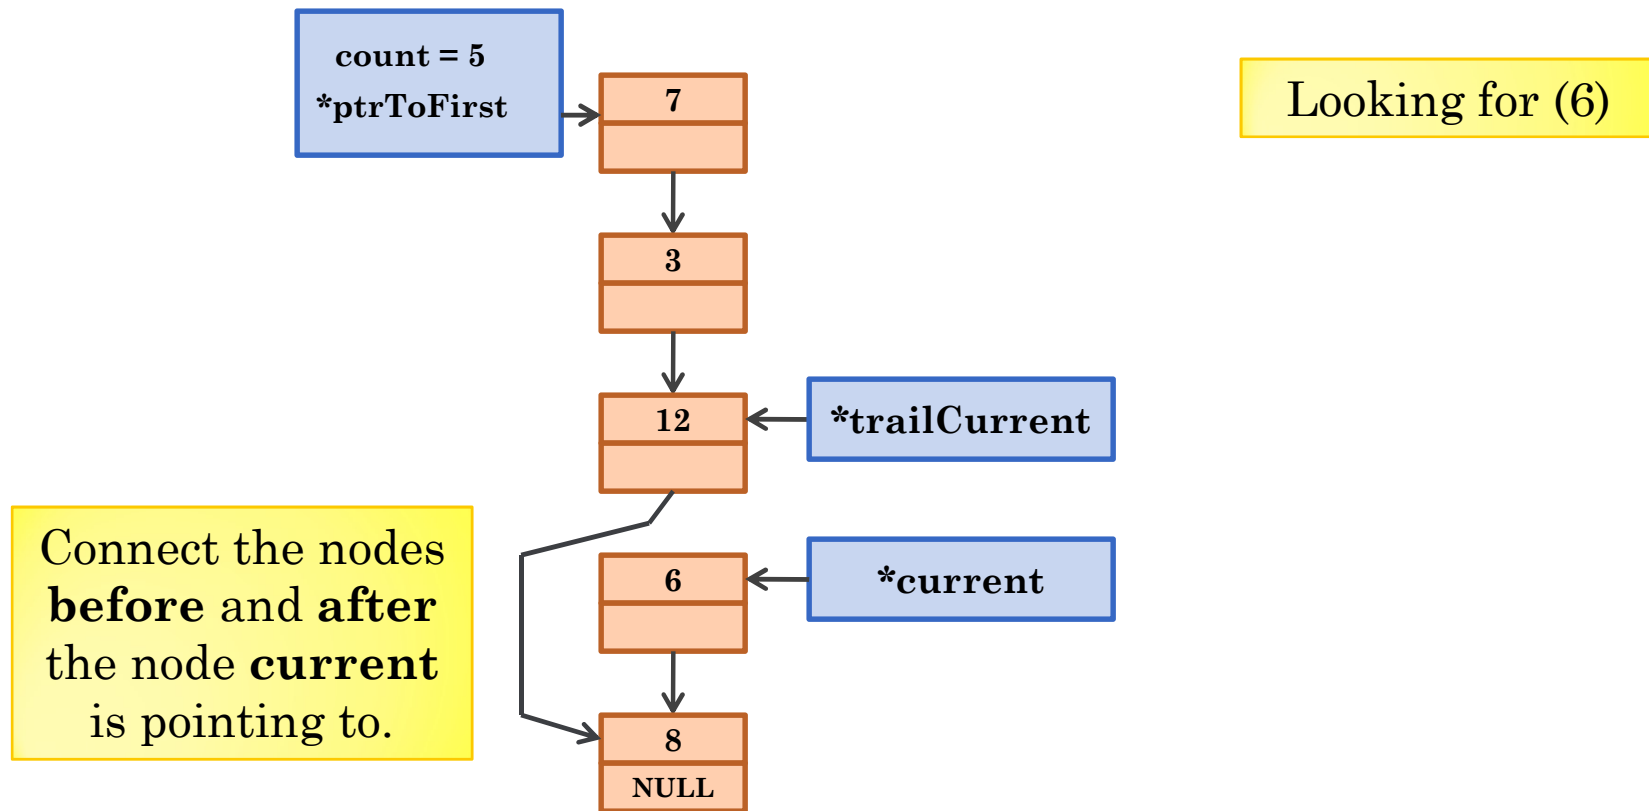 count = 5
*ptrToFirst
7
Looking for (6)
3
12
*trailCurrent
Connect the nodes
before and after
the node current
is pointing to.
6
*current
8
NULL